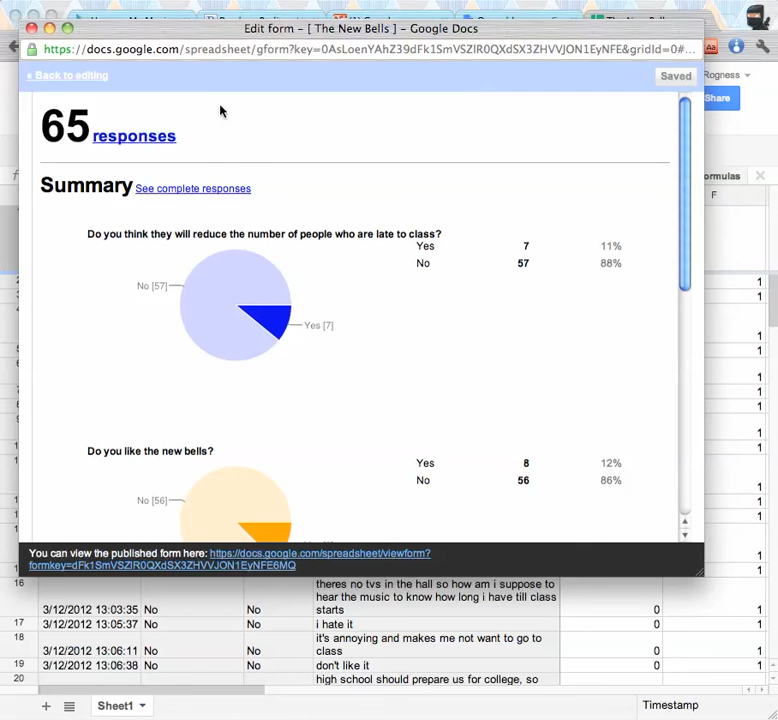 Edit form – [ The New Bells ] – Google Docs
https://docs.google.com/spreadsheet/gform?key=0AsLoenYAhZ39dFk1SmVSZlR0QXdSX3ZHVVJON1EyNFE&gridId=0#...
« Back to editing
Saved
Rogness
Share
65 responses
ormulas
Summary See complete responses
F
Do you think they will reduce the number of people who are late to class?
Yes 7 11%
No 57 88%
No [57]
Yes [7]
Do you like the new bells?
Yes 8 12%
No 56 86%
No [56]
You can view the published form here: https://docs.google.com/spreadsheet/viewform?
formkey=dFk1SmVSZlR0QXdSX3ZHVVJON1EyNFE6MQ
16
theres no tvs in the hall so how am i suppose to
hear the music to know how long i have till class
3/12/2012 13:03:35 No No starts 0 1
17 3/12/2012 13:05:37 No No i hate it 0 1
18
it's annoying and makes me not want to go to
3/12/2012 13:06:11 No No class 0 1
19 3/12/2012 13:06:38 No No don't like it 0 1
20 high school should prepare us for college, so
Sheet1
Timestamp